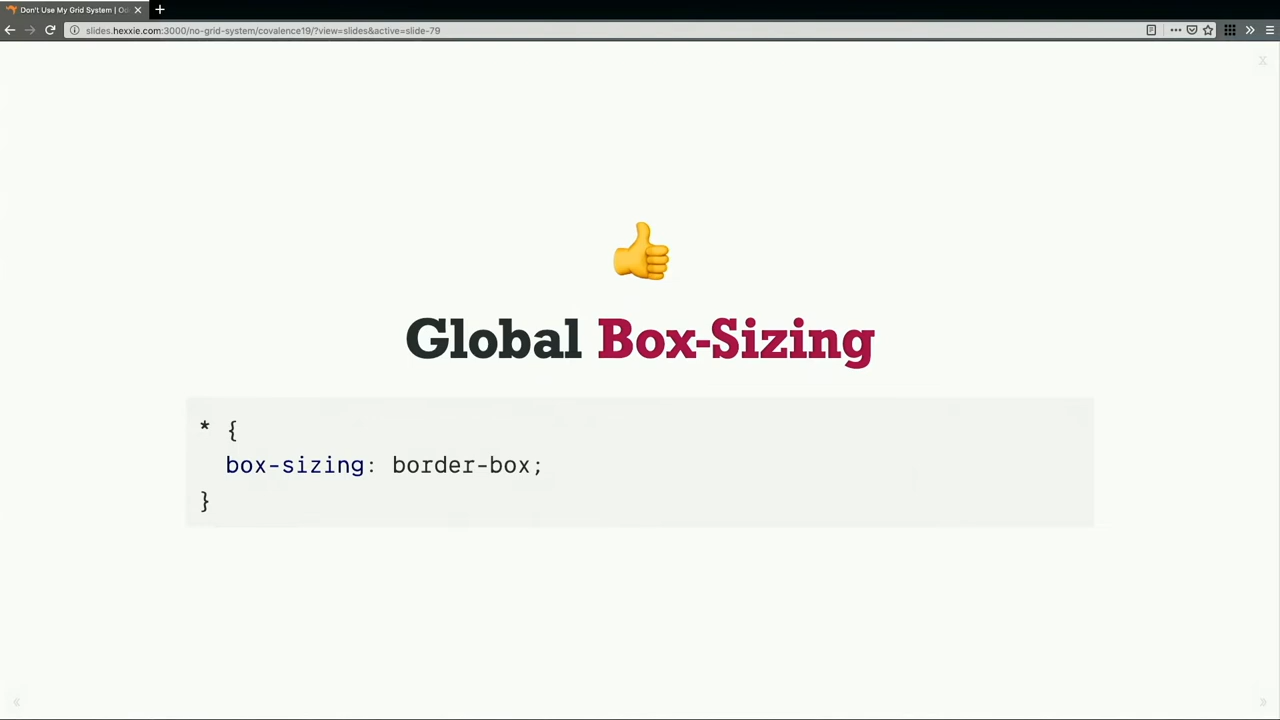 Don't Use My Grid System | Od
slides.hexxie.com:3000/no-grid-system/covalence19/?view=slides&active=slide-79
X
Global Box-Sizing
* {
box-sizing: border-box;
}
« »